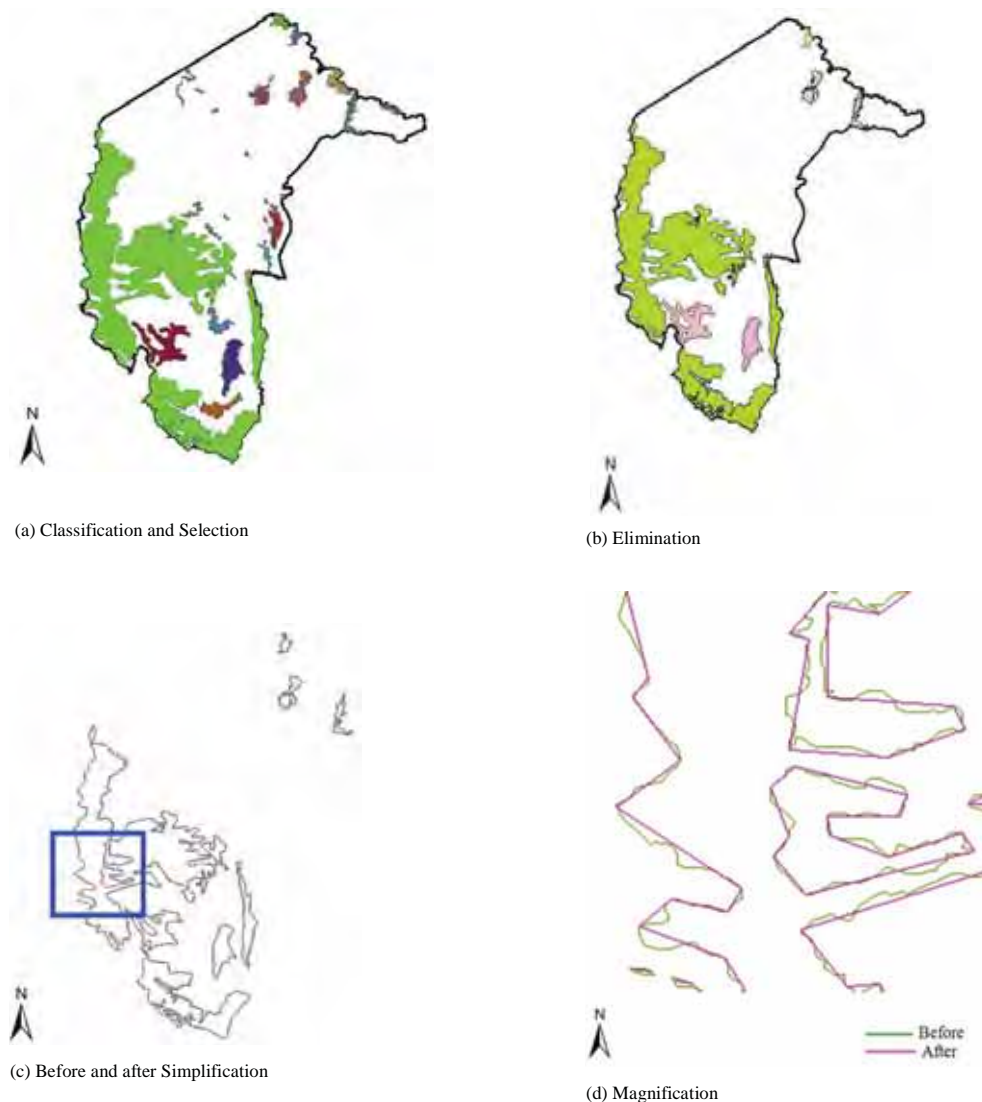 N
N
(a) Classification and Selection
(b) Elimination
N
N
Before
After
(c) Before and after Simplification
(d) Magnification